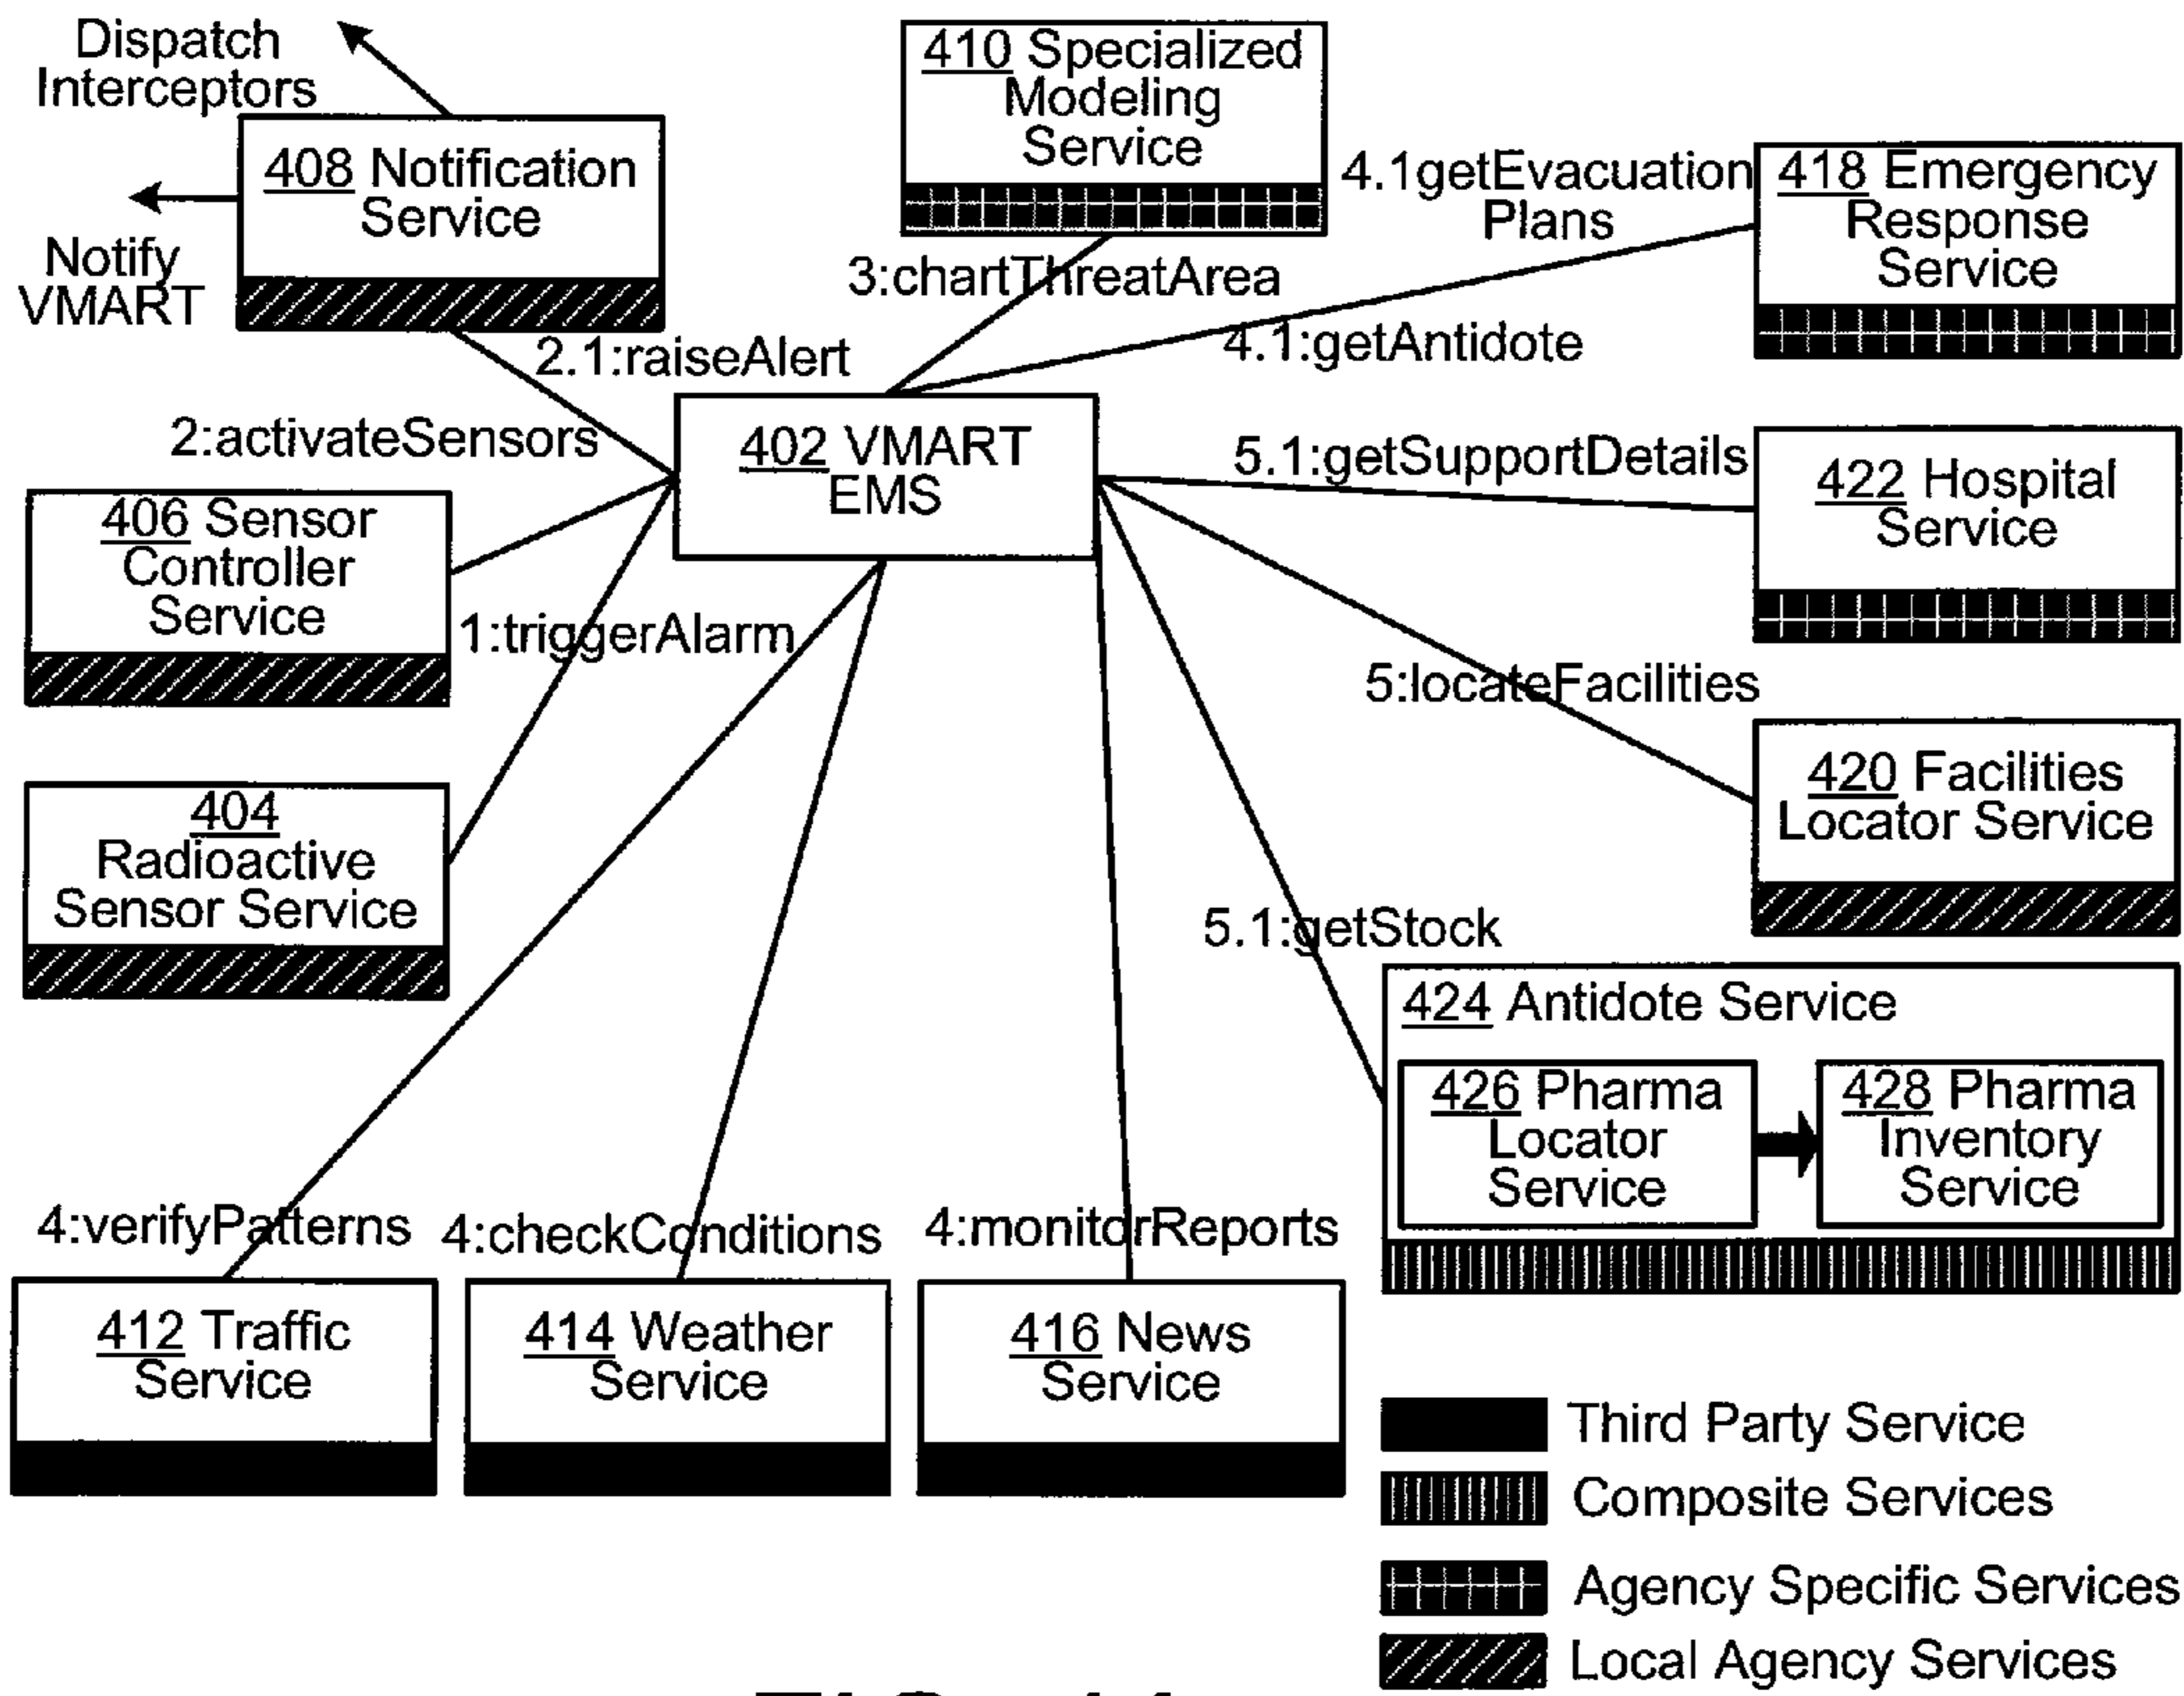 Dispatch
Interceptors
Notify
VMART
408 Notification
Service
410 Specialized
Modeling
Service
3:chartThreatArea
4.1getEvacuation
Plans
418 Emergency
Response
Service
4.1:getAntidote
2.1:raiseAlert
2:activateSensors
402 VMART
EMS
5.1:getSupportDetails
422 Hospital
Service
406 Sensor
Controller
Service
1:triggerAlarm
5:locateFacilities
420 Facilities
Locator Service
404
Radioactive
Sensor Service
5.1:getStock
424 Antidote Service
426 Pharma
Locator
Service
428 Pharma
Inventory
Service
4:verifyPatterns
4:checkConditions
4:monitorReports
412 Traffic
Service
414 Weather
Service
416 News
Service
Third Party Service
Composite Services
Agency Specific Services
Local Agency Services